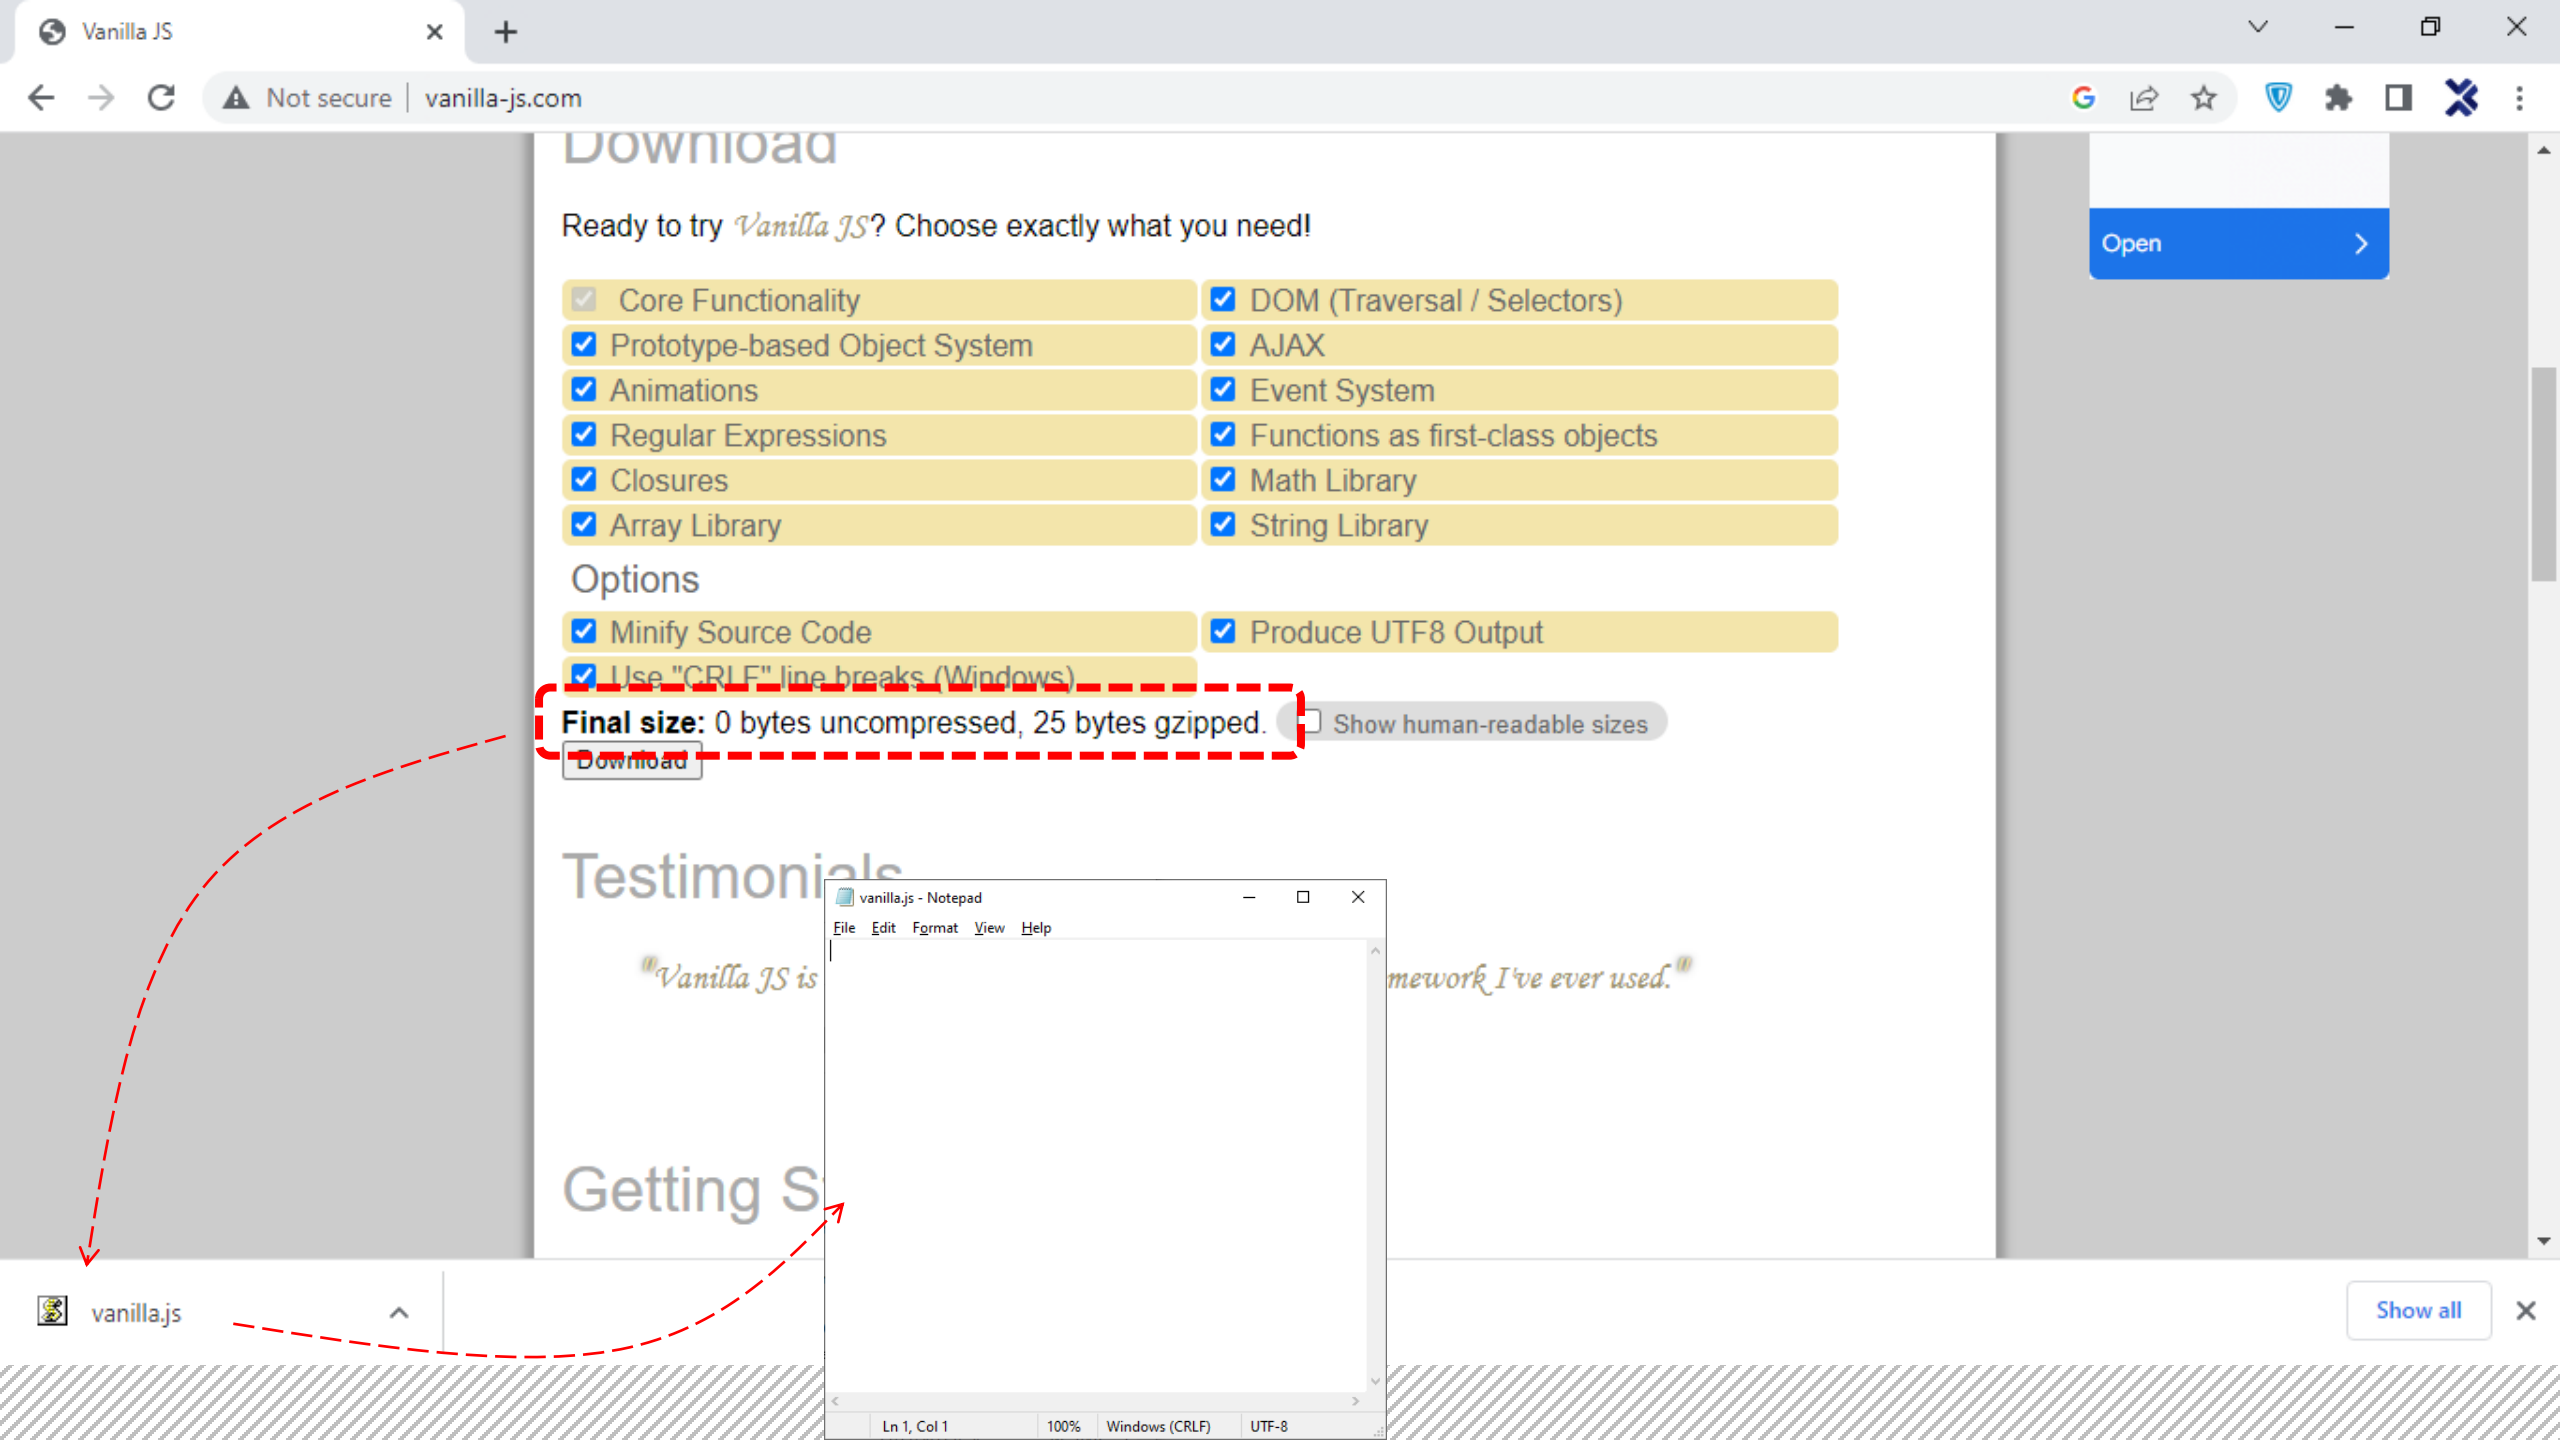 Vanilla JS
Not secure
vanilla-js.com
Download
Ready to try Vanilla JS? Choose exactly what you need!
Open
Core Functionality
DOM (Traversal / Selectors)
Prototype-based Object System
AJAX
Animations
Event System
Regular Expressions
Functions as first-class objects
Closures
Math Library
Array Library
String Library
Options
Minify Source Code
Produce UTF8 Output
Use "CRLF" line breaks (Windows)
Final size: 0 bytes uncompressed, 25 bytes gzipped.
Show human-readable sizes
Download
Testimonials
vanilla.js - Notepad
File Edit Format View Help
"Vanilla JS is
mework I've ever used."
Getting S
vanilla.js
Show all
Ln 1, Col 1
100%
Windows (CRLF)
UTF-8